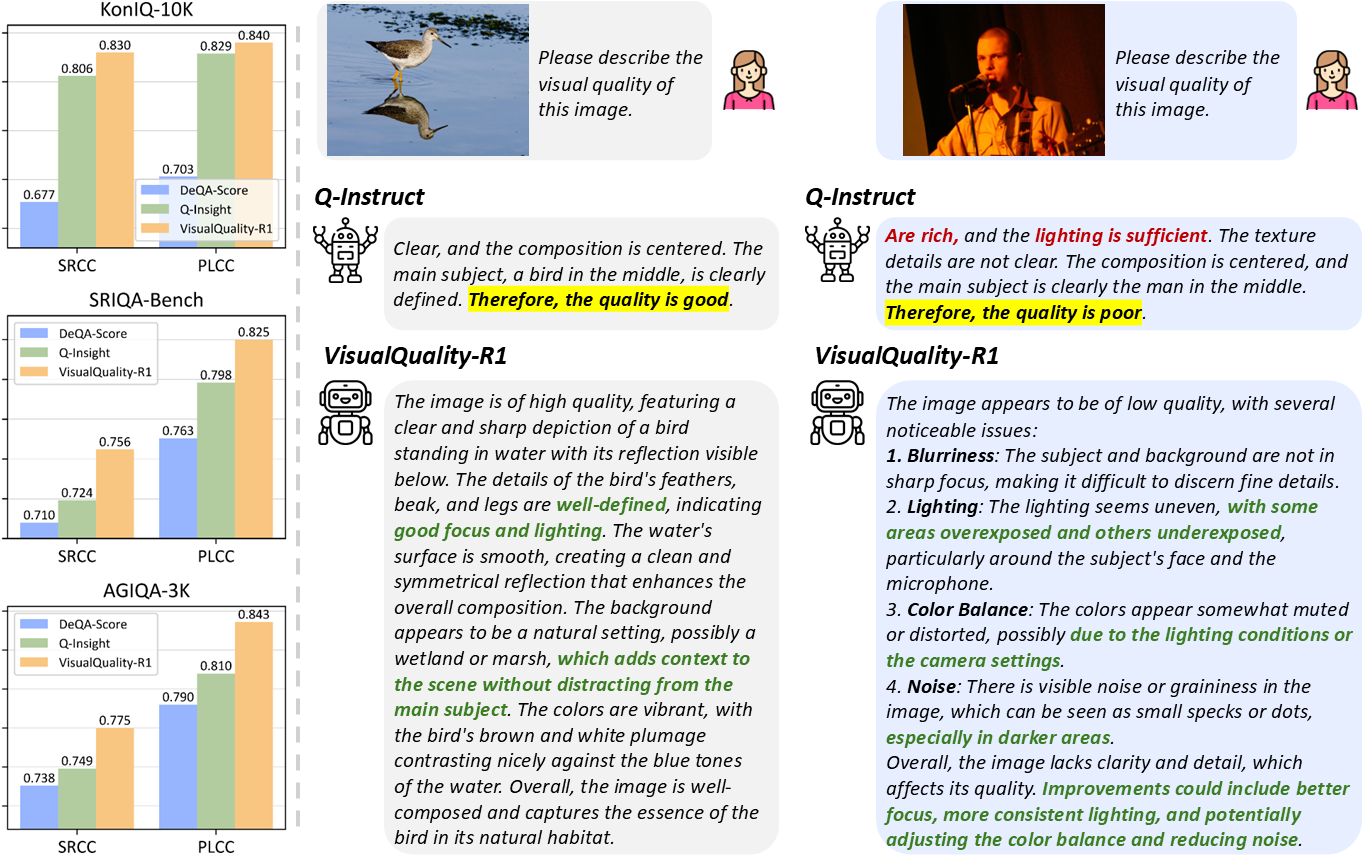 KonIQ-10K
0.677
0.806
0.830
0.703
0.829
0.840
DeQA-Score
Q-Insight
VisualQuality-R1
SRCC
PLCC
SRIQA-Bench
DeQA-Score
Q-Insight
VisualQuality-R1
0.710
0.724
0.756
0.763
0.798
0.825
SRCC
PLCC
AGIQA-3K
DeQA-Score
Q-Insight
VisualQuality-R1
0.738
0.749
0.775
0.790
0.810
0.843
SRCC
PLCC
Please describe the
visual quality of
this image.
Q-Instruct
Clear, and the composition is centered. The
main subject, a bird in the middle, is clearly
defined. Therefore, the quality is good.
VisualQuality-R1
The image is of high quality, featuring a
clear and sharp depiction of a bird
standing in water with its reflection visible
below. The details of the bird's feathers,
beak, and legs are well-defined, indicating
good focus and lighting. The water's
surface is smooth, creating a clean and
symmetrical reflection that enhances the
overall composition. The background
appears to be a natural setting, possibly a
wetland or marsh, which adds context to
the scene without distracting from the
main subject. The colors are vibrant, with
the bird's brown and white plumage
contrasting nicely against the blue tones
of the water. Overall, the image is well-
composed and captures the essence of the
bird in its natural habitat.
Please describe the
visual quality of
this image.
Q-Instruct
Are rich, and the lighting is sufficient. The texture
details are not clear. The composition is centered, and
the main subject is clearly the man in the middle.
Therefore, the quality is poor.
VisualQuality-R1
The image appears to be of low quality, with several
noticeable issues:
1. Blurriness: The subject and background are not in
sharp focus, making it difficult to discern fine details.
2. Lighting: The lighting seems uneven, with some
areas overexposed and others underexposed,
particularly around the subject's face and the
microphone.
3. Color Balance: The colors appear somewhat muted
or distorted, possibly due to the lighting conditions or
the camera settings.
4. Noise: There is visible noise or graininess in the
image, which can be seen as small specks or dots,
especially in darker areas.
Overall, the image lacks clarity and detail, which
affects its quality. Improvements could include better
focus, more consistent lighting, and potentially
adjusting the color balance and reducing noise.